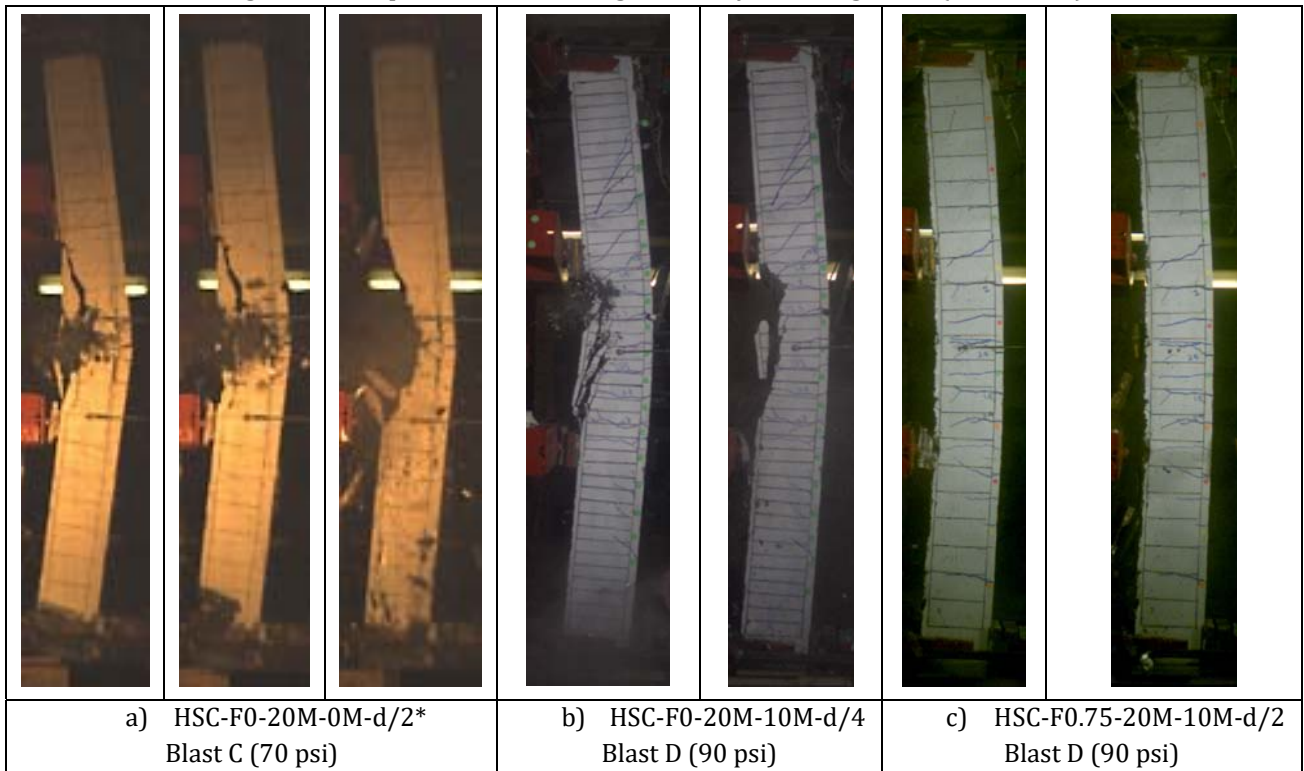 a) HSC-F0-20M-0M-d/2*
Blast C (70 psi)
b) HSC-F0-20M-10M-d/4
Blast D (90 psi)
c) HSC-F0.75-20M-10M-d/2
Blast D (90 psi)